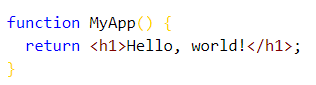 function MyApp() {
  return <h1>Hello, world!</h1>;
}